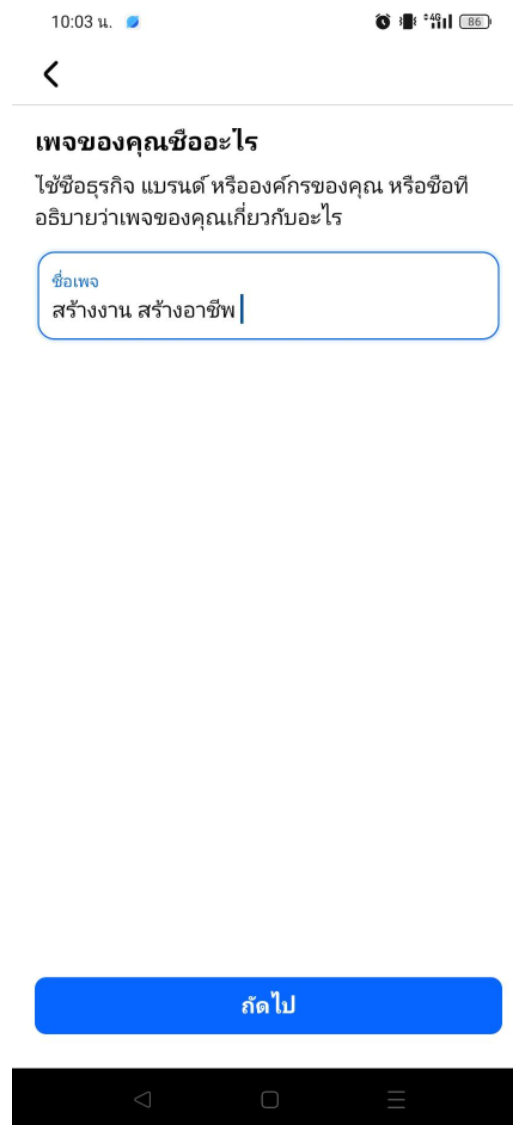 10:03 น.
4G
86
เพจของคุณชื่ออะไร
ใช้ชื่อธุรกิจ แบรนด์ หรือองค์กรของคุณ หรือชื่อที่
อธิบายว่าเพจของคุณเกี่ยวกับอะไร
ชื่อเพจ
สร้างงาน สร้างอาชีพ
ถัดไป